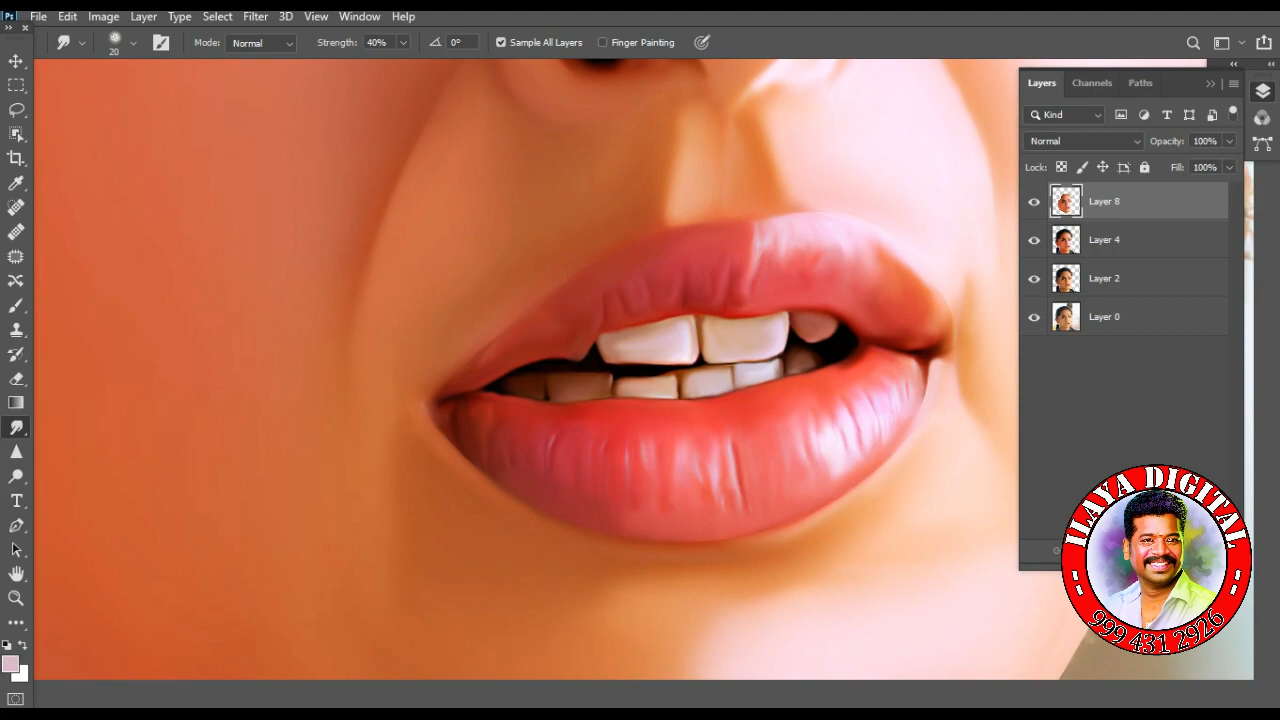 Ps File Edit Image Layer Type Select Filter 3D View Window Help
20 Mode: Normal Strength: 40% 0° Sample All Layers Finger Painting
Layers Channels Paths
Kind
Normal Opacity: 100%
Lock: Fill: 100%
Layer 8
Layer 4
Layer 2
Layer 0
ILAYA DIGITAL
999 431 2926